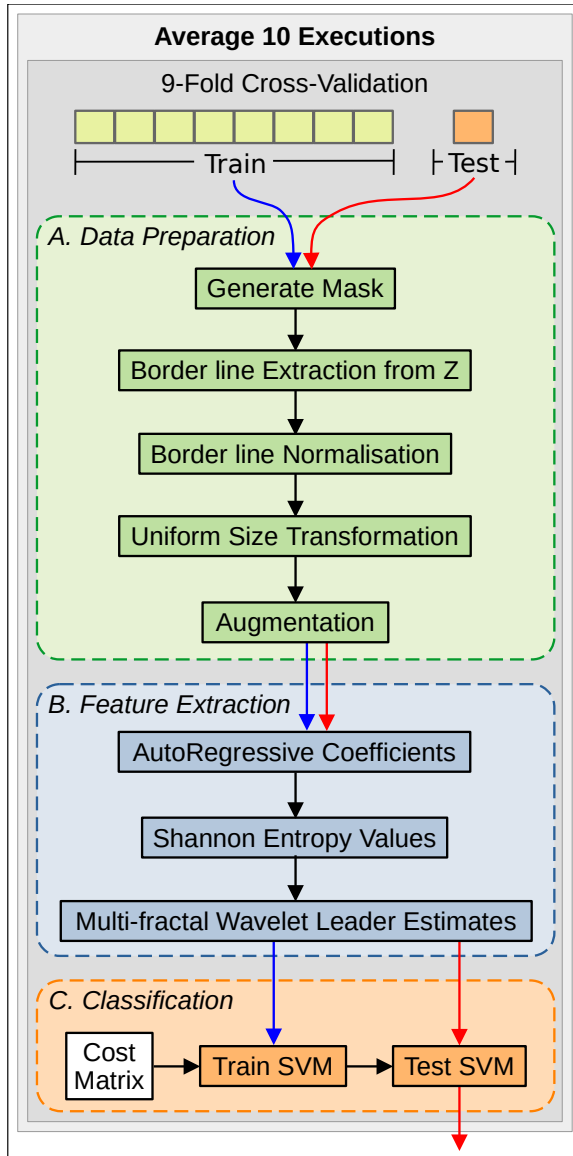 Average 10 Executions
9-Fold Cross-Validation
Train
Test
A. Data Preparation
Generate Mask
Border line Extraction from Z
Border line Normalisation
Uniform Size Transformation
Augmentation
B. Feature Extraction
AutoRegressive Coefficients
Shannon Entropy Values
Multi-fractal Wavelet Leader Estimates
C. Classification
Cost
Matrix
Train SVM
Test SVM